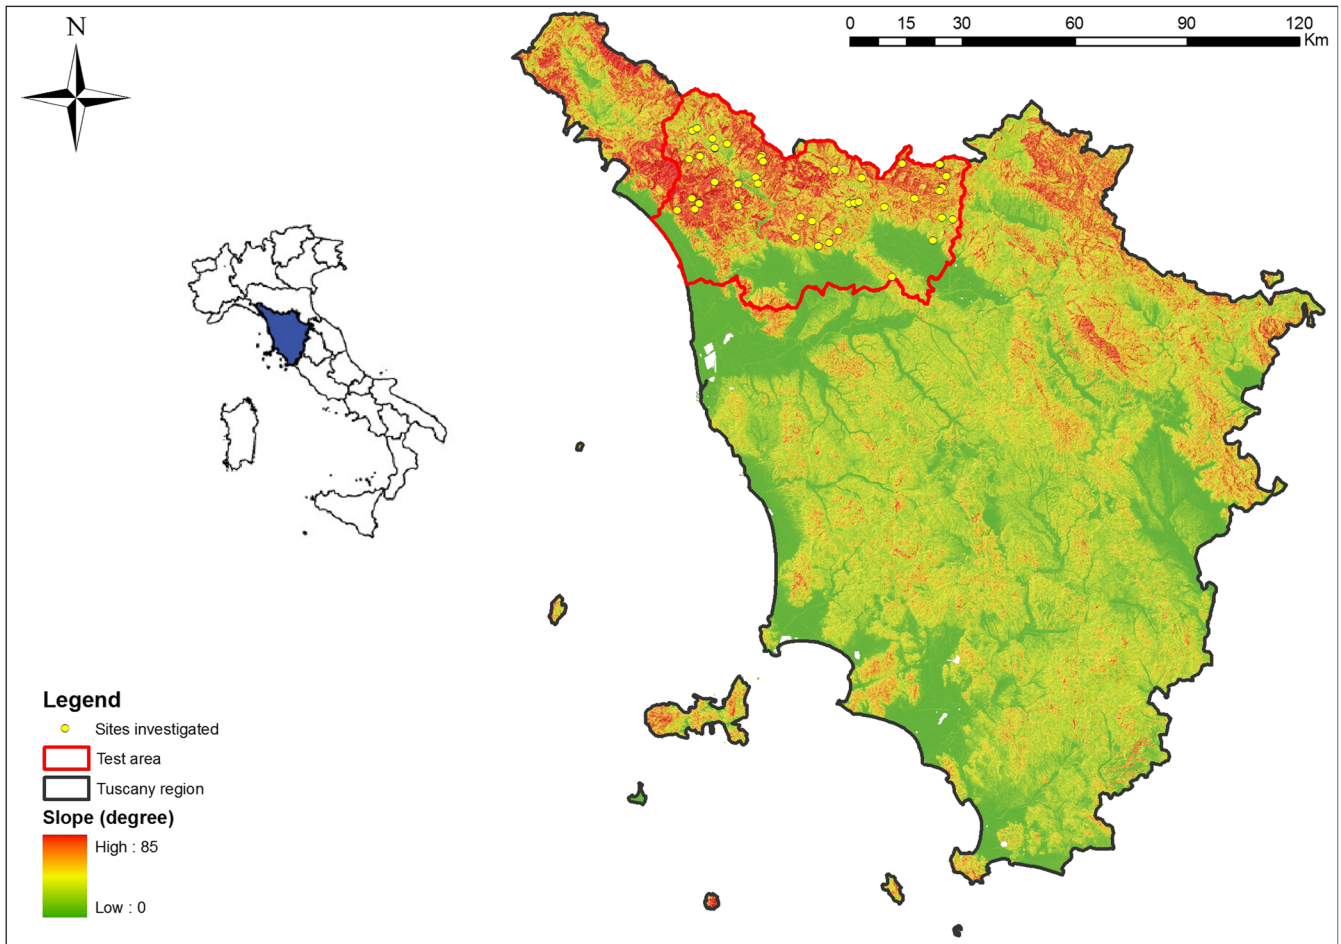 N
0 15 30 60 90 120
Km
Legend
Sites investigated
Test area
Tuscany region
Slope (degree)
High : 85
Low : 0